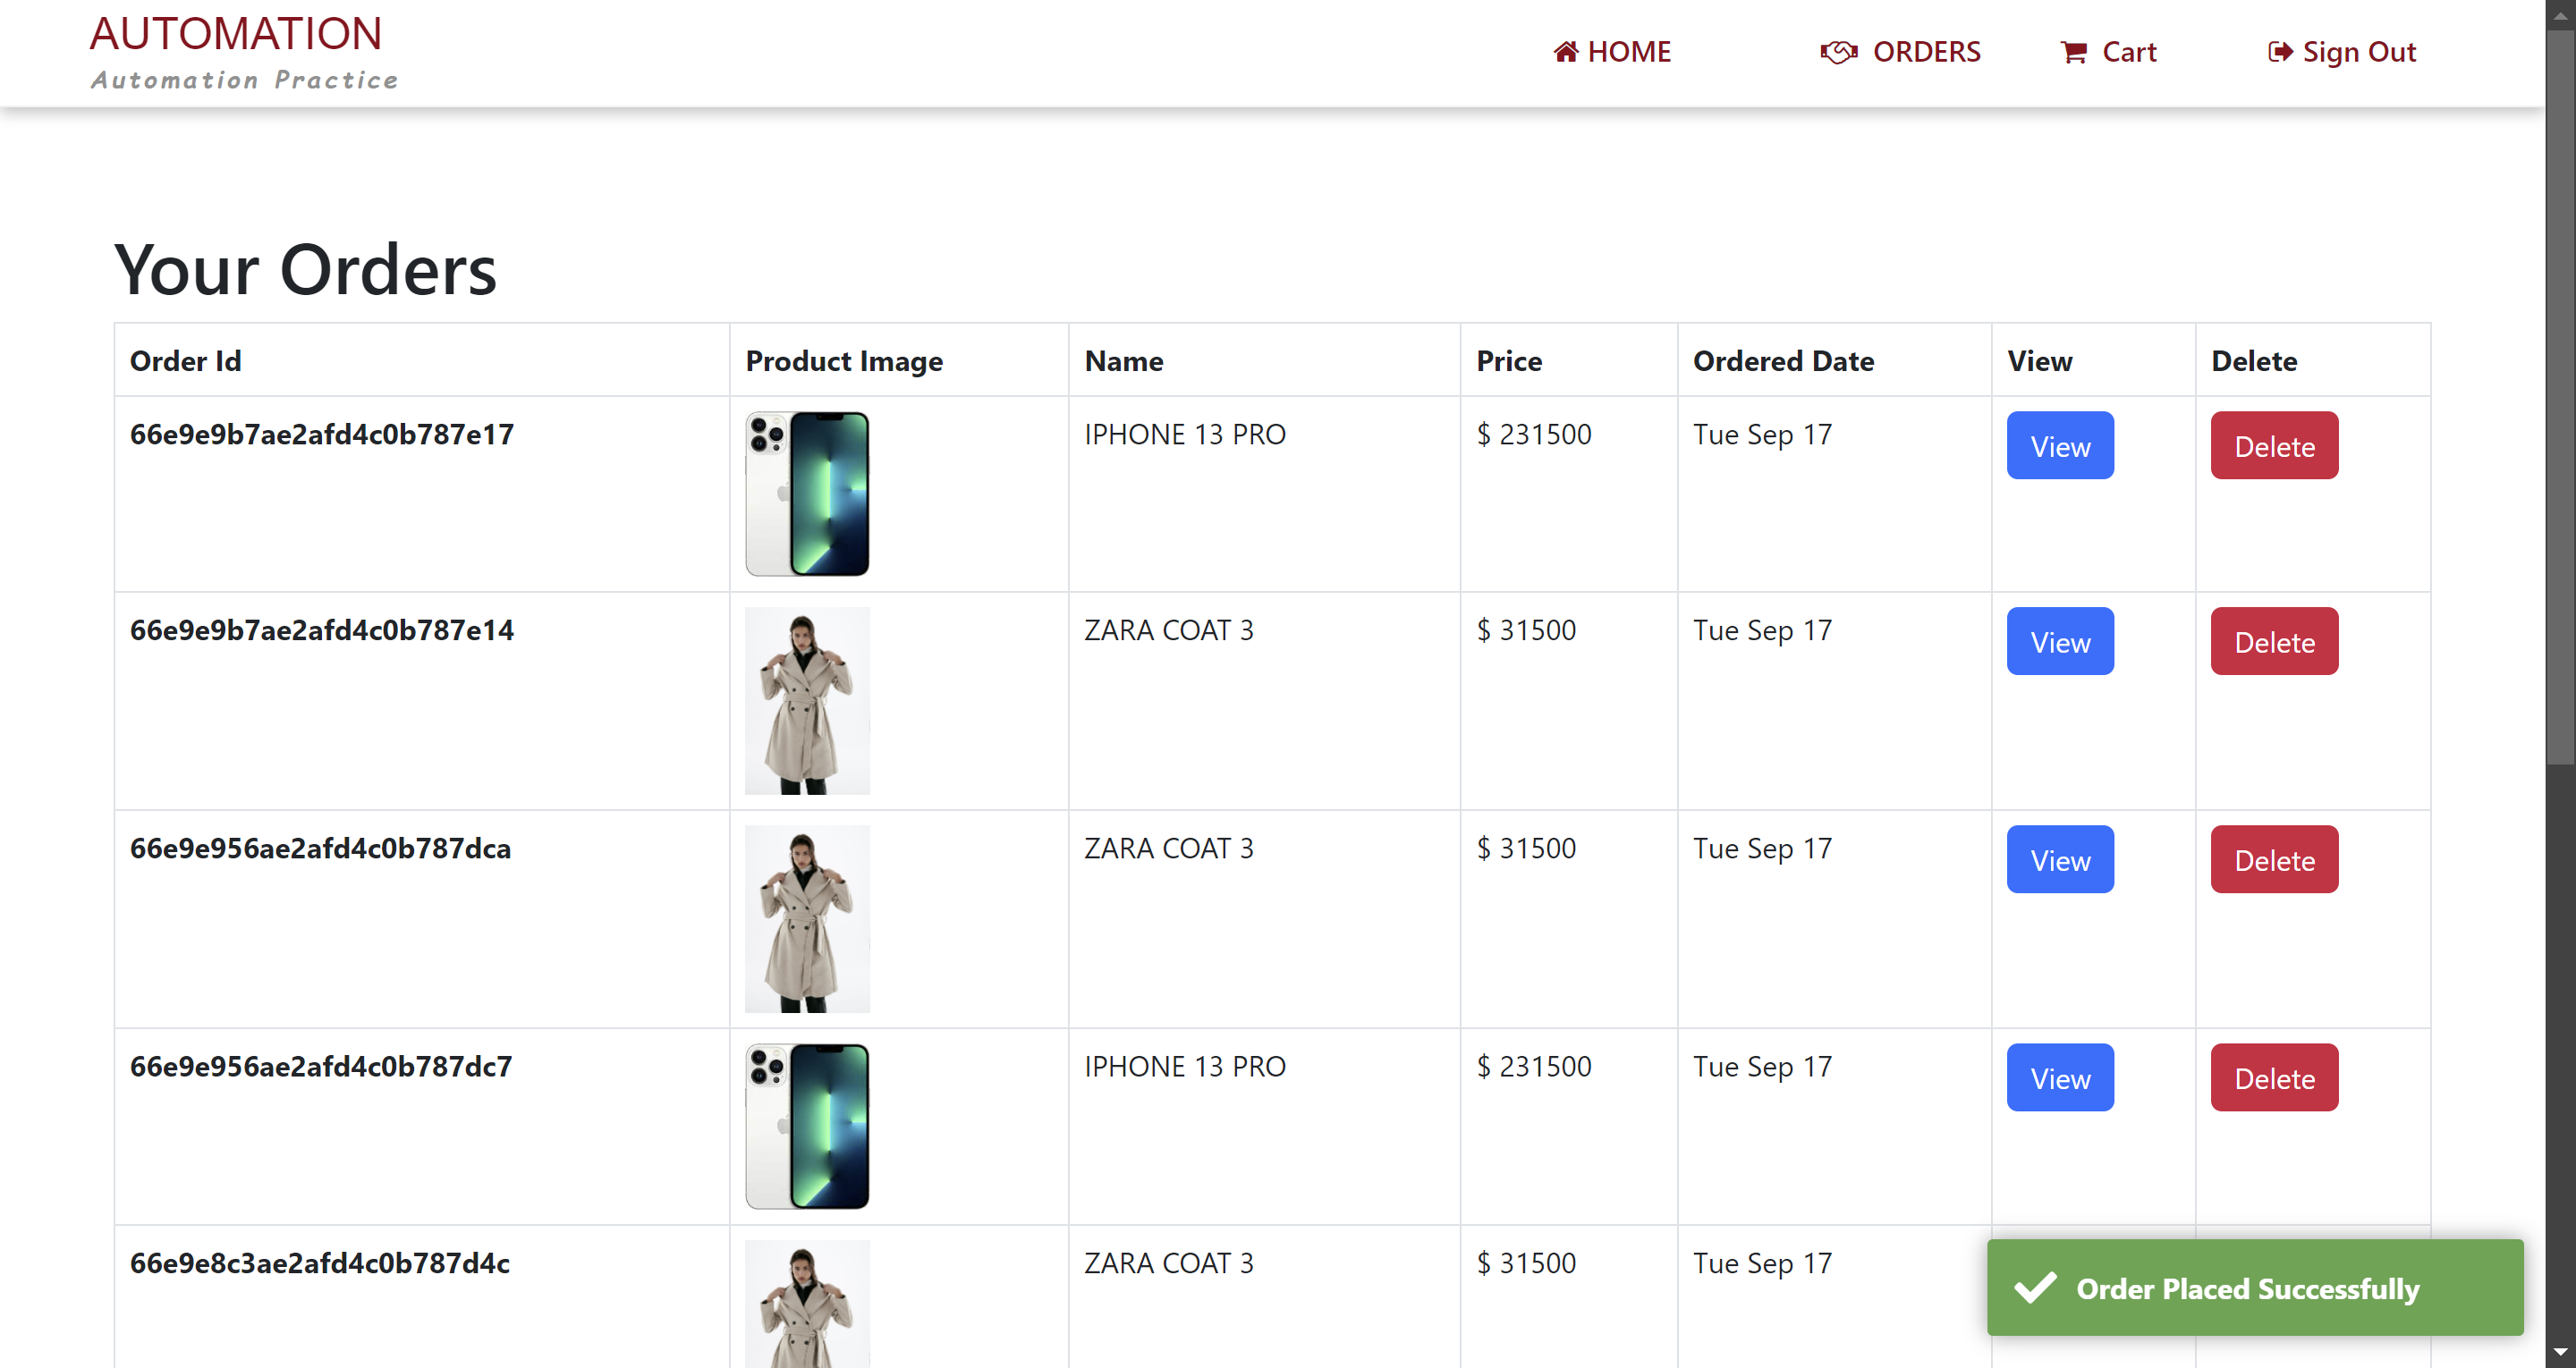 AUTOMATION
Automation Practice
HOME
ORDERS
Cart
Sign Out
Your Orders
Order Id Product Image Name Price Ordered Date View Delete
66e9e9b7ae2afd4c0b787e17 IPHONE 13 PRO $ 231500 Tue Sep 17 View Delete
66e9e9b7ae2afd4c0b787e14 ZARA COAT 3 $ 31500 Tue Sep 17 View Delete
66e9e956ae2afd4c0b787dca ZARA COAT 3 $ 31500 Tue Sep 17 View Delete
66e9e956ae2afd4c0b787dc7 IPHONE 13 PRO $ 231500 Tue Sep 17 View Delete
66e9e8c3ae2afd4c0b787d4c ZARA COAT 3 $ 31500 Tue Sep 17
Order Placed Successfully